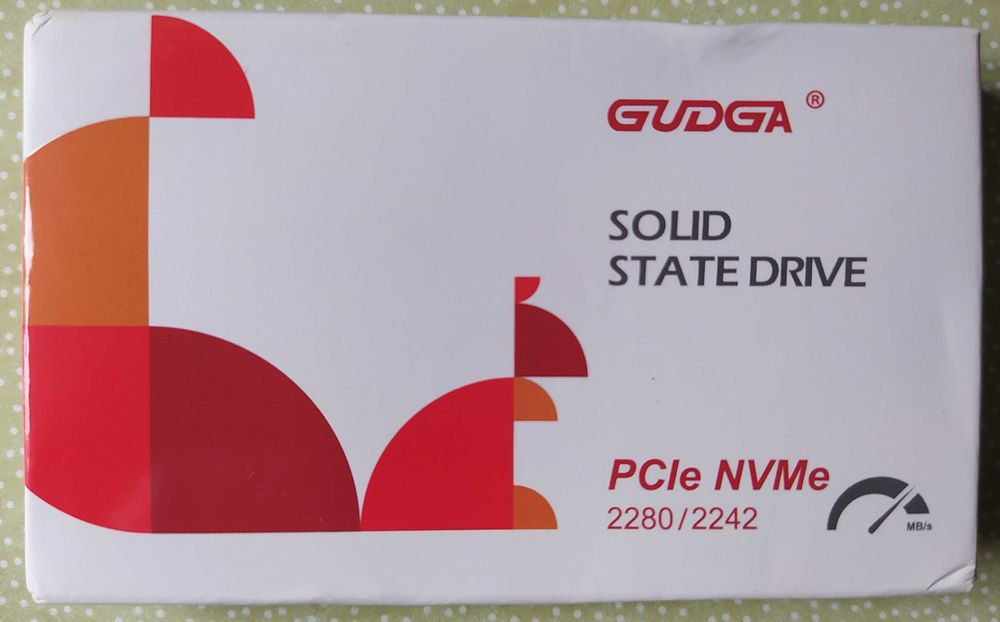 GUDGA ®
SOLID
STATE DRIVE
PCIe NVMe
2280/2242
MB/s